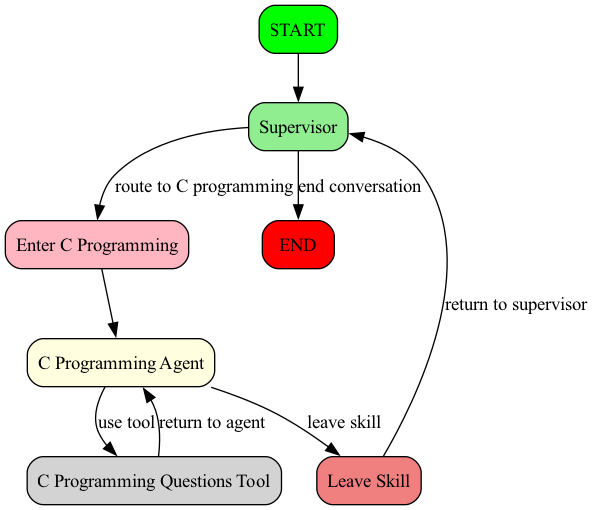 START
Supervisor
route to C programming
end conversation
Enter C Programming
END
return to supervisor
C Programming Agent
use tool
return to agent
leave skill
C Programming Questions Tool
Leave Skill